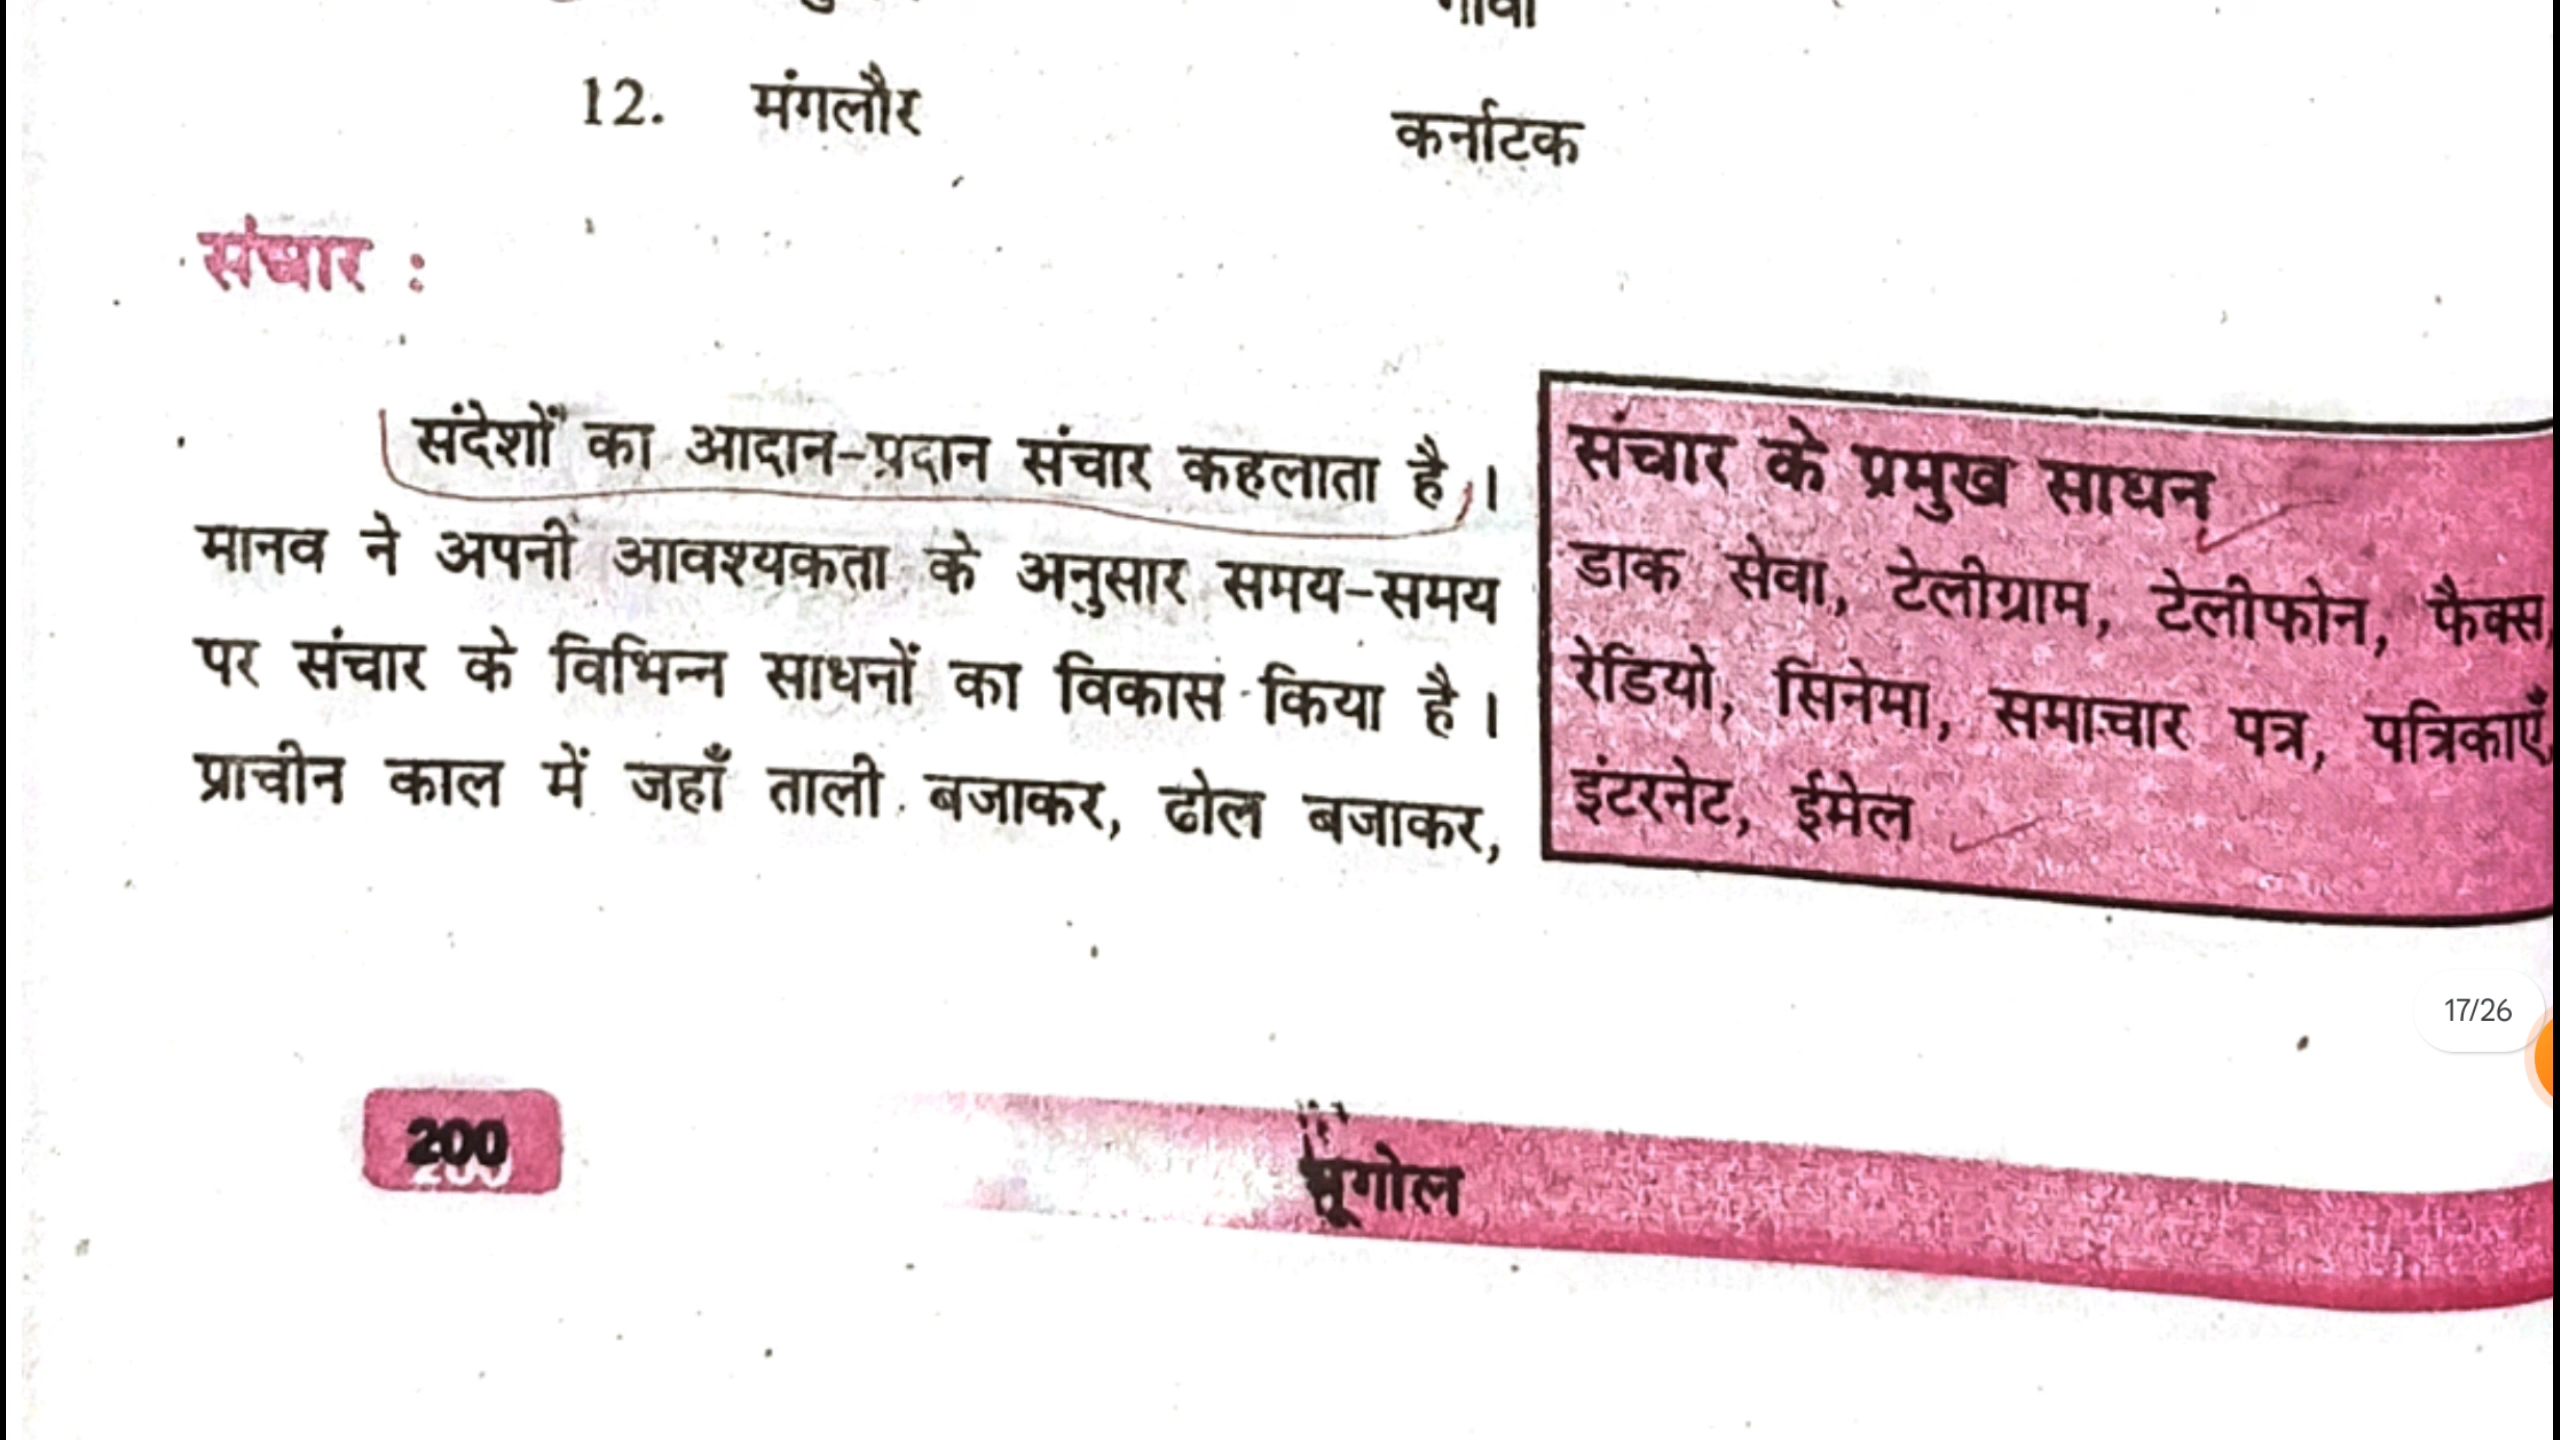 12. मंगलौर कर्नाटक
संचार :
संदेशों का आदान-प्रदान संचार कहलाता है।
मानव ने अपनी आवश्यकता के अनुसार समय-समय
पर संचार के विभिन्न साधनों का विकास किया है।
प्राचीन काल में जहाँ ताली बजाकर, ढोल बजाकर,
संचार के प्रमुख साधन
डाक सेवा, टेलीग्राम, टेलीफोन, फैक्स,
रेडियो, सिनेमा, समाचार पत्र, पत्रिकाएँ,
इंटरनेट, ईमेल
17/26
200
भूगोल